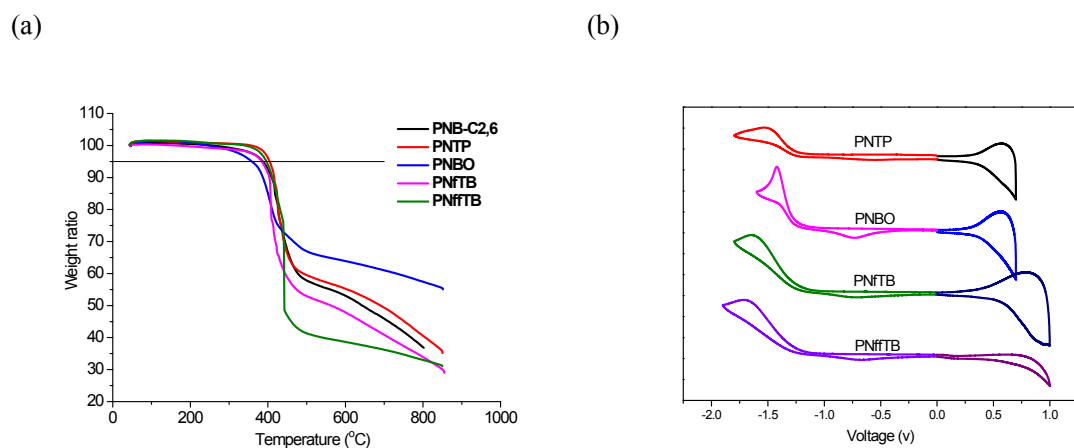 (a)
(b)
110
100
90
80
70
60
50
40
30
20
Weight ratio
0
200
400
600
800
1000
Temperature (°C)
PNB-C2,6
PNTP
PNBO
PNfTB
PNffTB
PNTP
PNBO
PNfTB
PNffTB
-2.0
-1.5
-1.0
-0.5
0.0
0.5
1.0
Voltage (v)